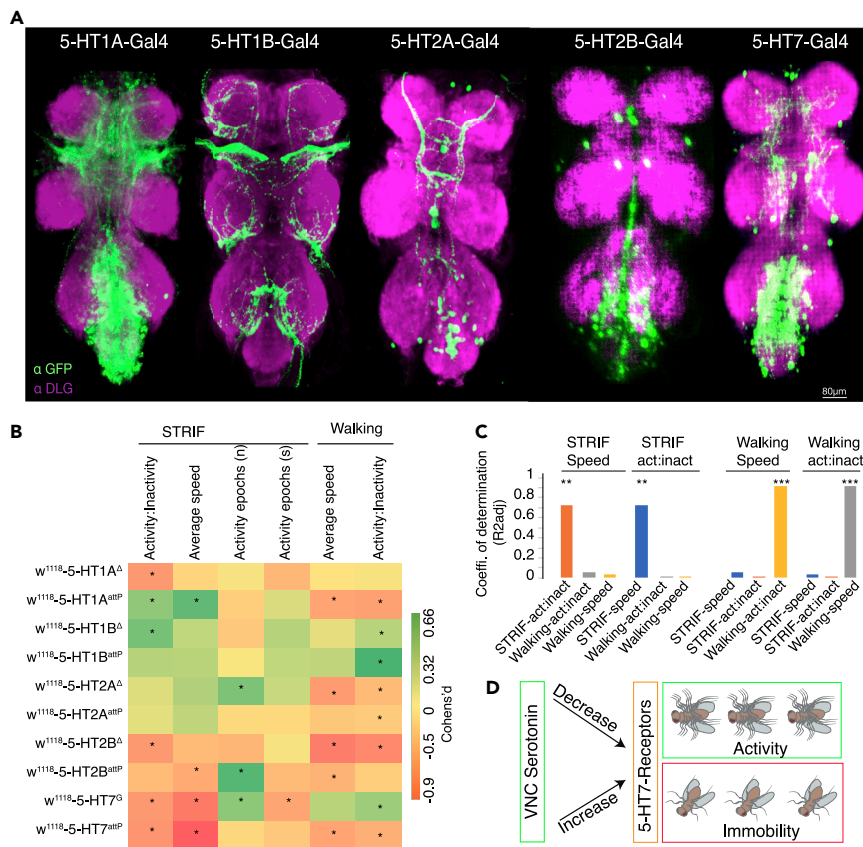 A
5-HT1A-Gal4 5-HT1B-Gal4 5-HT2A-Gal4 5-HT2B-Gal4 5-HT7-Gal4
α GFP
α DLG
80µm
B
STRIF Walking
Activity:Inactivity
Average speed
Activity epochs (n)
Activity epochs (s)
Average speed
Activity:Inactivity
w1118-5-HT1AΔ
*
w1118-5-HT1AattP
* * * *
w1118-5-HT1BΔ
* *
w1118-5-HT1BattP
*
w1118-5-HT2AΔ
* * *
w1118-5-HT2AattP
*
w1118-5-HT2BΔ
* * *
w1118-5-HT2BattP
* * *
w1118-5-HT7G
* * * * *
w1118-5-HT7attP
* * * *
0.66
0.32
0
-0.5
-0.9
Cohens'd
C
STRIF Speed
STRIF act:inact
Walking Speed
Walking act:inact
Coeffi. of determination (R2adj)
1
0.8
0.6
0.4
0.2
0
** ** *** ***
STRIF-act:inact
Walking-act:inact
Walking-speed
STRIF-speed
Walking-act:inact
Walking-speed
STRIF-speed
STRIF-act:inact
Walking-act:inact
STRIF-speed
STRIF-act:inact
Walking-speed
D
VNC Serotonin
Decrease
Increase
5-HT7-Receptors
Activity
Immobility